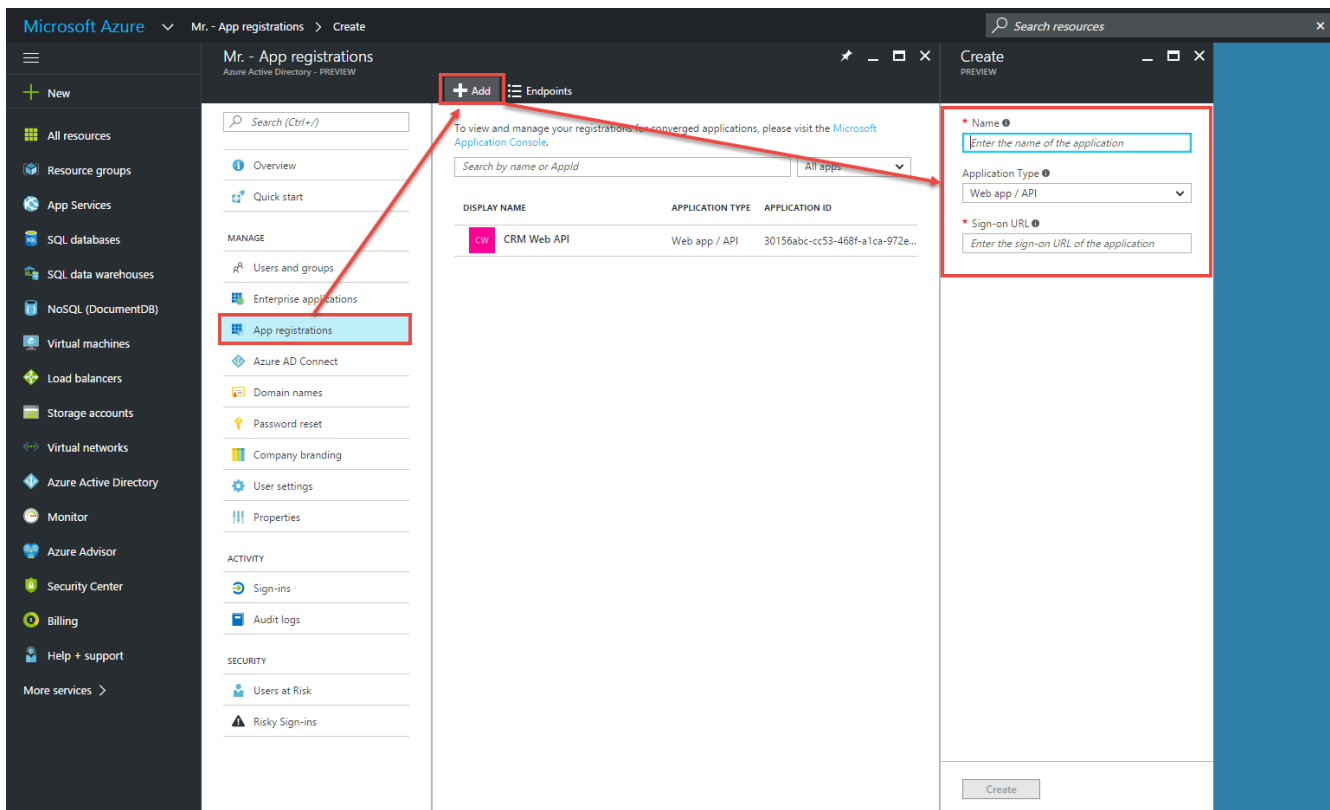 Microsoft Azure
Mr. - App registrations > Create
Search resources
New
All resources
Resource groups
App Services
SQL databases
SQL data warehouses
NoSQL (DocumentDB)
Virtual machines
Load balancers
Storage accounts
Virtual networks
Azure Active Directory
Monitor
Azure Advisor
Security Center
Billing
Help + support
More services >
Mr. - App registrations
Azure Active Directory - PREVIEW
Search (Ctrl+/)
Overview
Quick start
MANAGE
Users and groups
Enterprise applications
App registrations
Azure AD Connect
Domain names
Password reset
Company branding
User settings
Properties
ACTIVITY
Sign-ins
Audit logs
SECURITY
Users at Risk
Risky Sign-ins
Add
Endpoints
To view and manage your registrations for converged applications, please visit the Microsoft
Application Console.
Search by name or AppId
All apps
DISPLAY NAME APPLICATION TYPE APPLICATION ID
CW CRM Web API Web app / API 30156abc-cc53-468f-a1ca-972e...
Create
PREVIEW
* Name
Enter the name of the application
Application Type
Web app / API
* Sign-on URL
Enter the sign-on URL of the application
Create